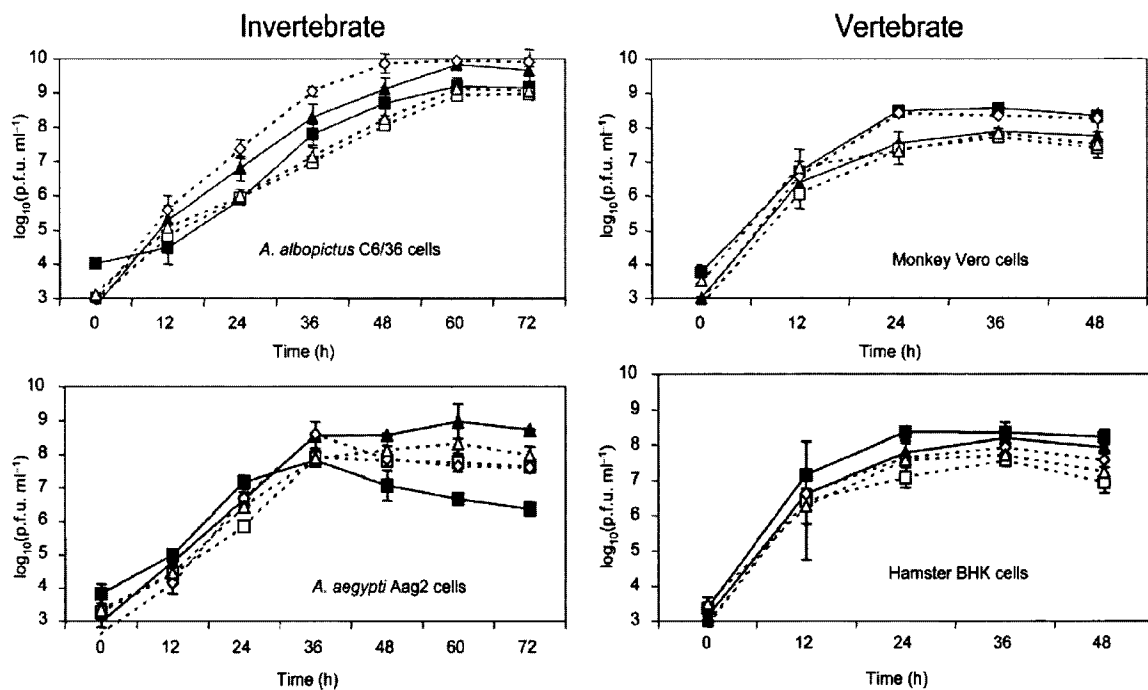 Invertebrate
Vertebrate
log₁₀(p.f.u. ml⁻¹)
10
9
8
7
6
5
4
3
A. albopictus C6/36 cells
0 12 24 36 48 60 72
Time (h)
log₁₀(p.f.u. ml⁻¹)
10
9
8
7
6
5
4
3
Monkey Vero cells
0 12 24 36 48
Time (h)
log₁₀(p.f.u. ml⁻¹)
10
9
8
7
6
5
4
3
A. aegypti Aag2 cells
0 12 24 36 48 60 72
Time (h)
log₁₀(p.f.u. ml⁻¹)
10
9
8
7
6
5
4
3
Hamster BHK cells
0 12 24 36 48
Time (h)